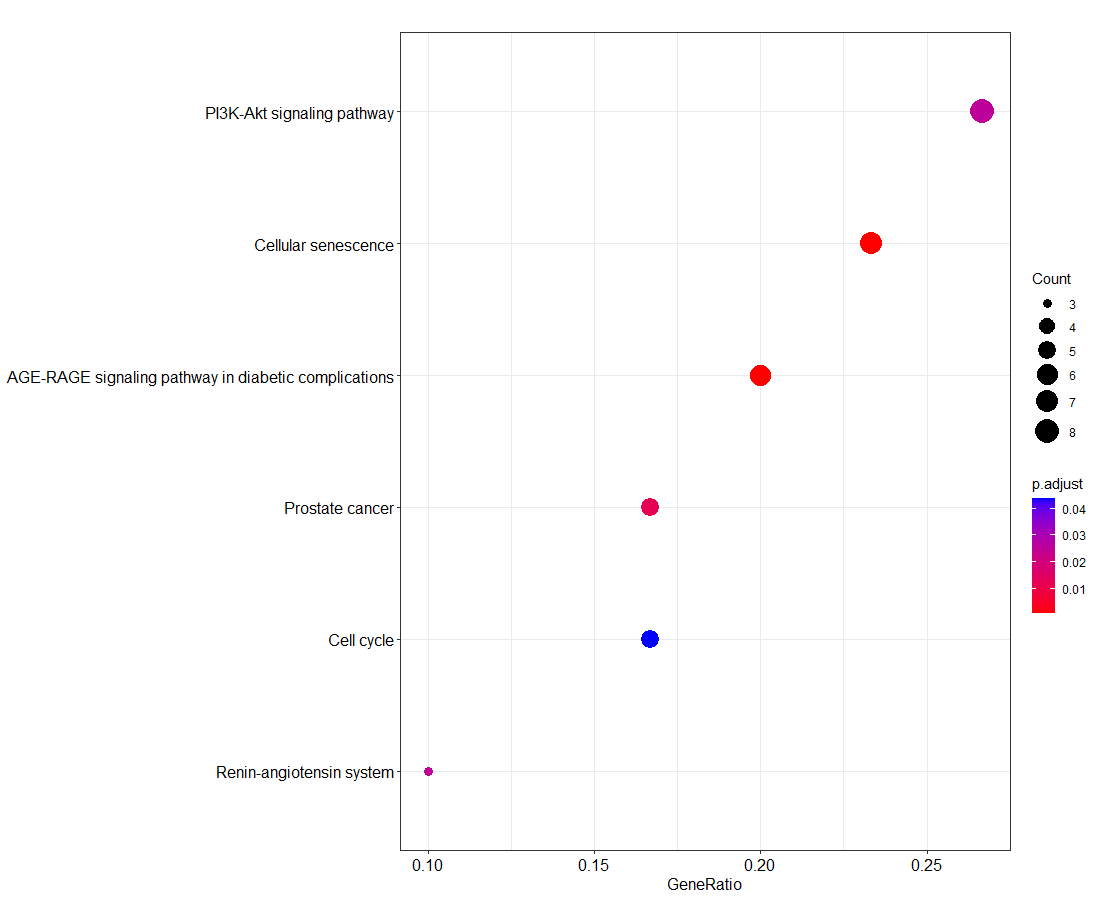 PI3K-Akt signaling pathway
Cellular senescence
AGE-RAGE signaling pathway in diabetic complications
Prostate cancer
Cell cycle
Renin-angiotensin system
0.10 0.15 0.20 0.25
GeneRatio
Count
3
4
5
6
7
8
p.adjust
0.04
0.03
0.02
0.01